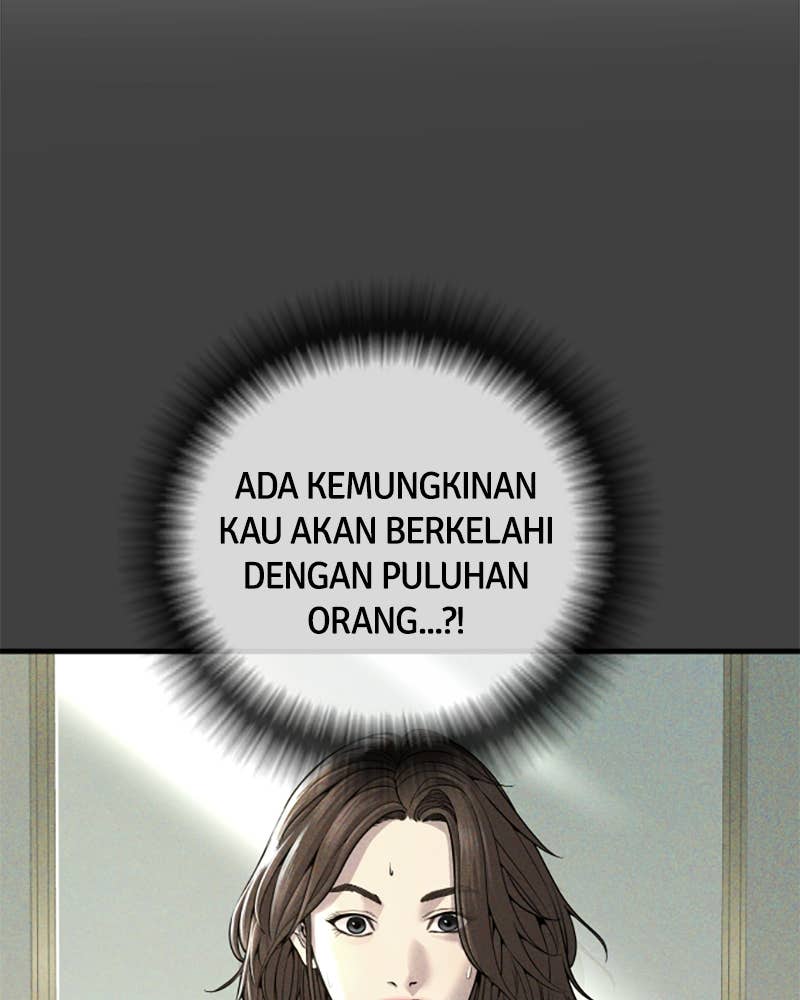 ADA KEMUNGKINAN
KAU AKAN BERKELAHI
DENGAN PULUHAN
ORANG...?!